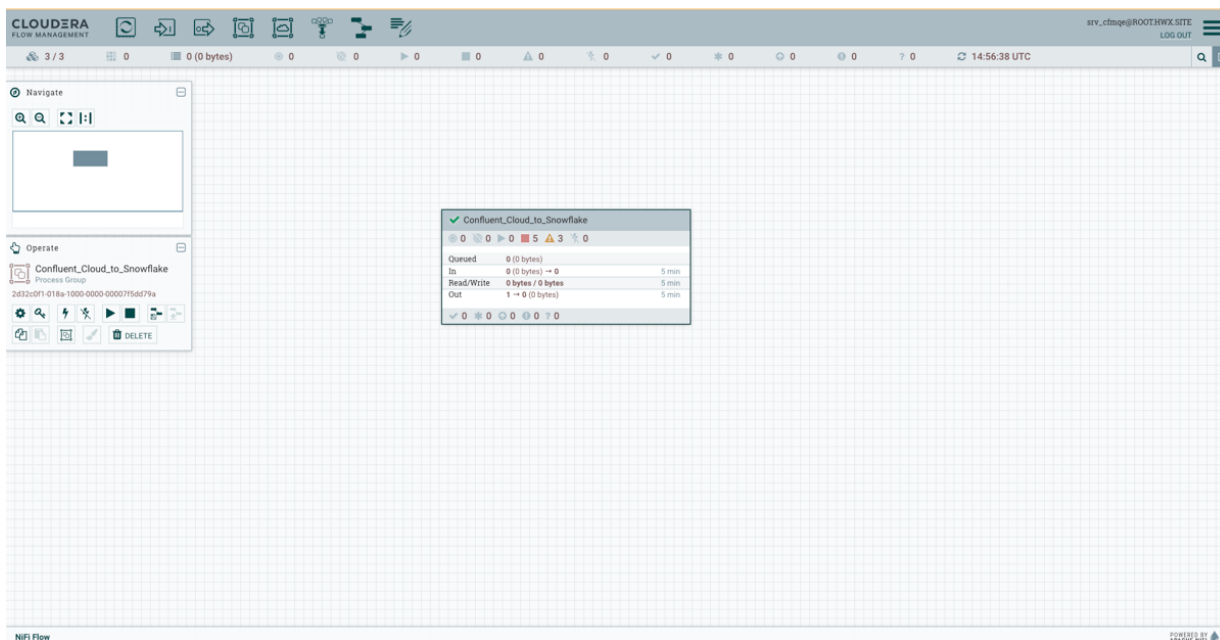 CLOUDERA
FLOW MANAGEMENT
srv_cfmqe@ROOT.HWX.SITE
LOG OUT
3 / 3 0 0 (0 bytes) 0 0 0 0 0 0 0 0 0 0 0 14:56:38 UTC
Navigate
Operate
Confluent_Cloud_to_Snowflake
Process Group
2d32c0f1-018a-1000-0000-00007f5dd79a
DELETE
Confluent_Cloud_to_Snowflake
0 0 0 5 3 0
Queued 0 (0 bytes)
In 0 (0 bytes) → 0 5 min
Read/Write 0 bytes / 0 bytes 5 min
Out 1 → 0 (0 bytes) 5 min
0 0 0 0 ? 0
NiFi Flow
POWERED BY
APACHE NIFI